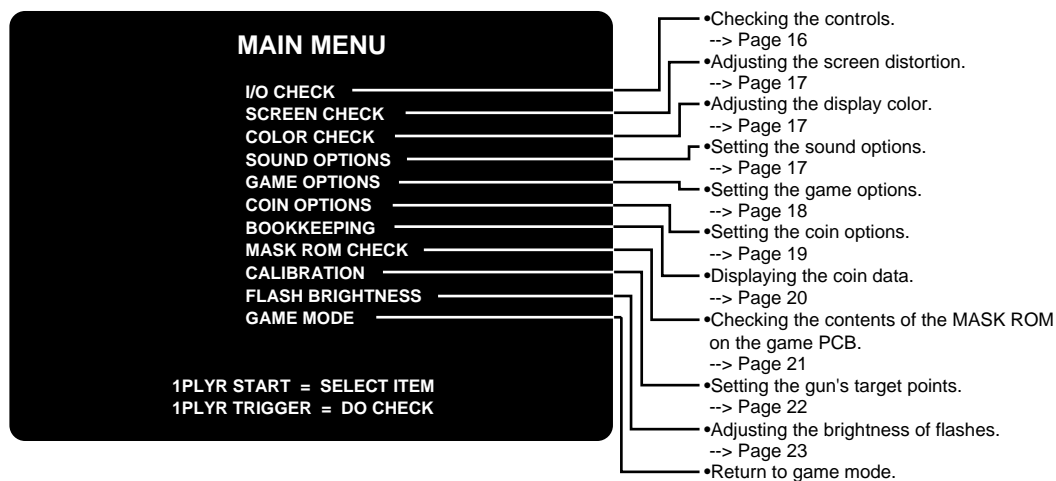 MAIN MENU
I/O CHECK
SCREEN CHECK
COLOR CHECK
SOUND OPTIONS
GAME OPTIONS
COIN OPTIONS
BOOKKEEPING
MASK ROM CHECK
CALIBRATION
FLASH BRIGHTNESS
GAME MODE
1PLYR START = SELECT ITEM
1PLYR TRIGGER = DO CHECK
•Checking the controls.
--> Page 16
•Adjusting the screen distortion.
--> Page 17
•Adjusting the display color.
--> Page 17
•Setting the sound options.
--> Page 17
•Setting the game options.
--> Page 18
•Setting the coin options.
--> Page 19
•Displaying the coin data.
--> Page 20
•Checking the contents of the MASK ROM
on the game PCB.
--> Page 21
•Setting the gun's target points.
--> Page 22
•Adjusting the brightness of flashes.
--> Page 23
•Return to game mode.